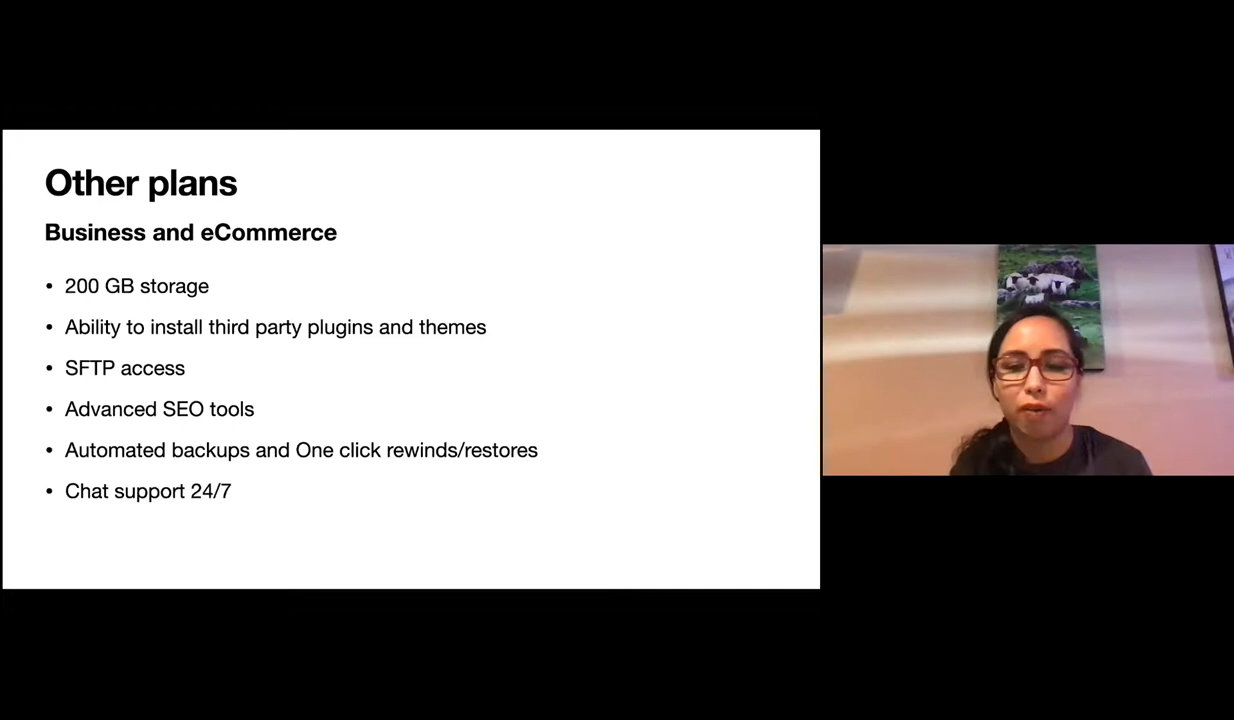 Other plans
Business and eCommerce
• 200 GB storage
• Ability to install third party plugins and themes
• SFTP access
• Advanced SEO tools
• Automated backups and One click rewinds/restores
• Chat support 24/7